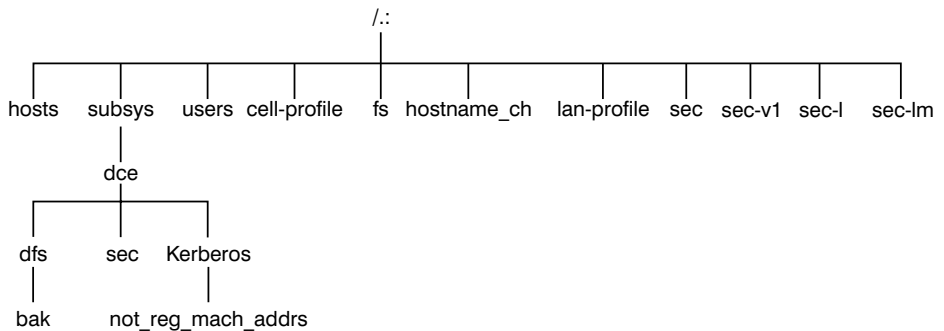 /.:
hosts subsys users cell-profile fs hostname_ch lan-profile sec sec-v1 sec-l sec-lm
dce
dfs sec Kerberos
bak not_reg_mach_addrs